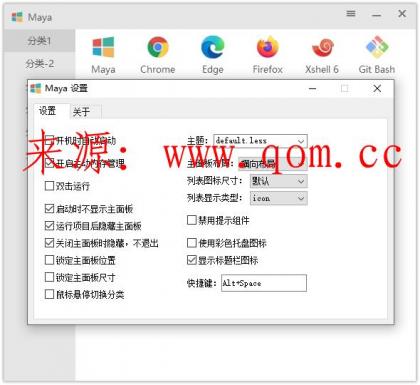 Maya
分类1
分类-2
Maya
Chrome
Edge
Firefox
Xshell 6
Git Bash
Maya 设置
设置
关于
开机时自动启动
开启主动内存管理
双击运行
启动时不显示主面板
运行项目后隐藏主面板
关闭主面板时隐藏，不退出
锁定主面板位置
锁定主面板尺寸
鼠标悬停切换分类
主题：
default.less
主面板布局：
横向布局
列表图标尺寸：
默认
列表显示类型：
icon
禁用提示组件
使用彩色托盘图标
显示标题栏图标
快捷键：
Alt+Space
来源：www.qom.cc